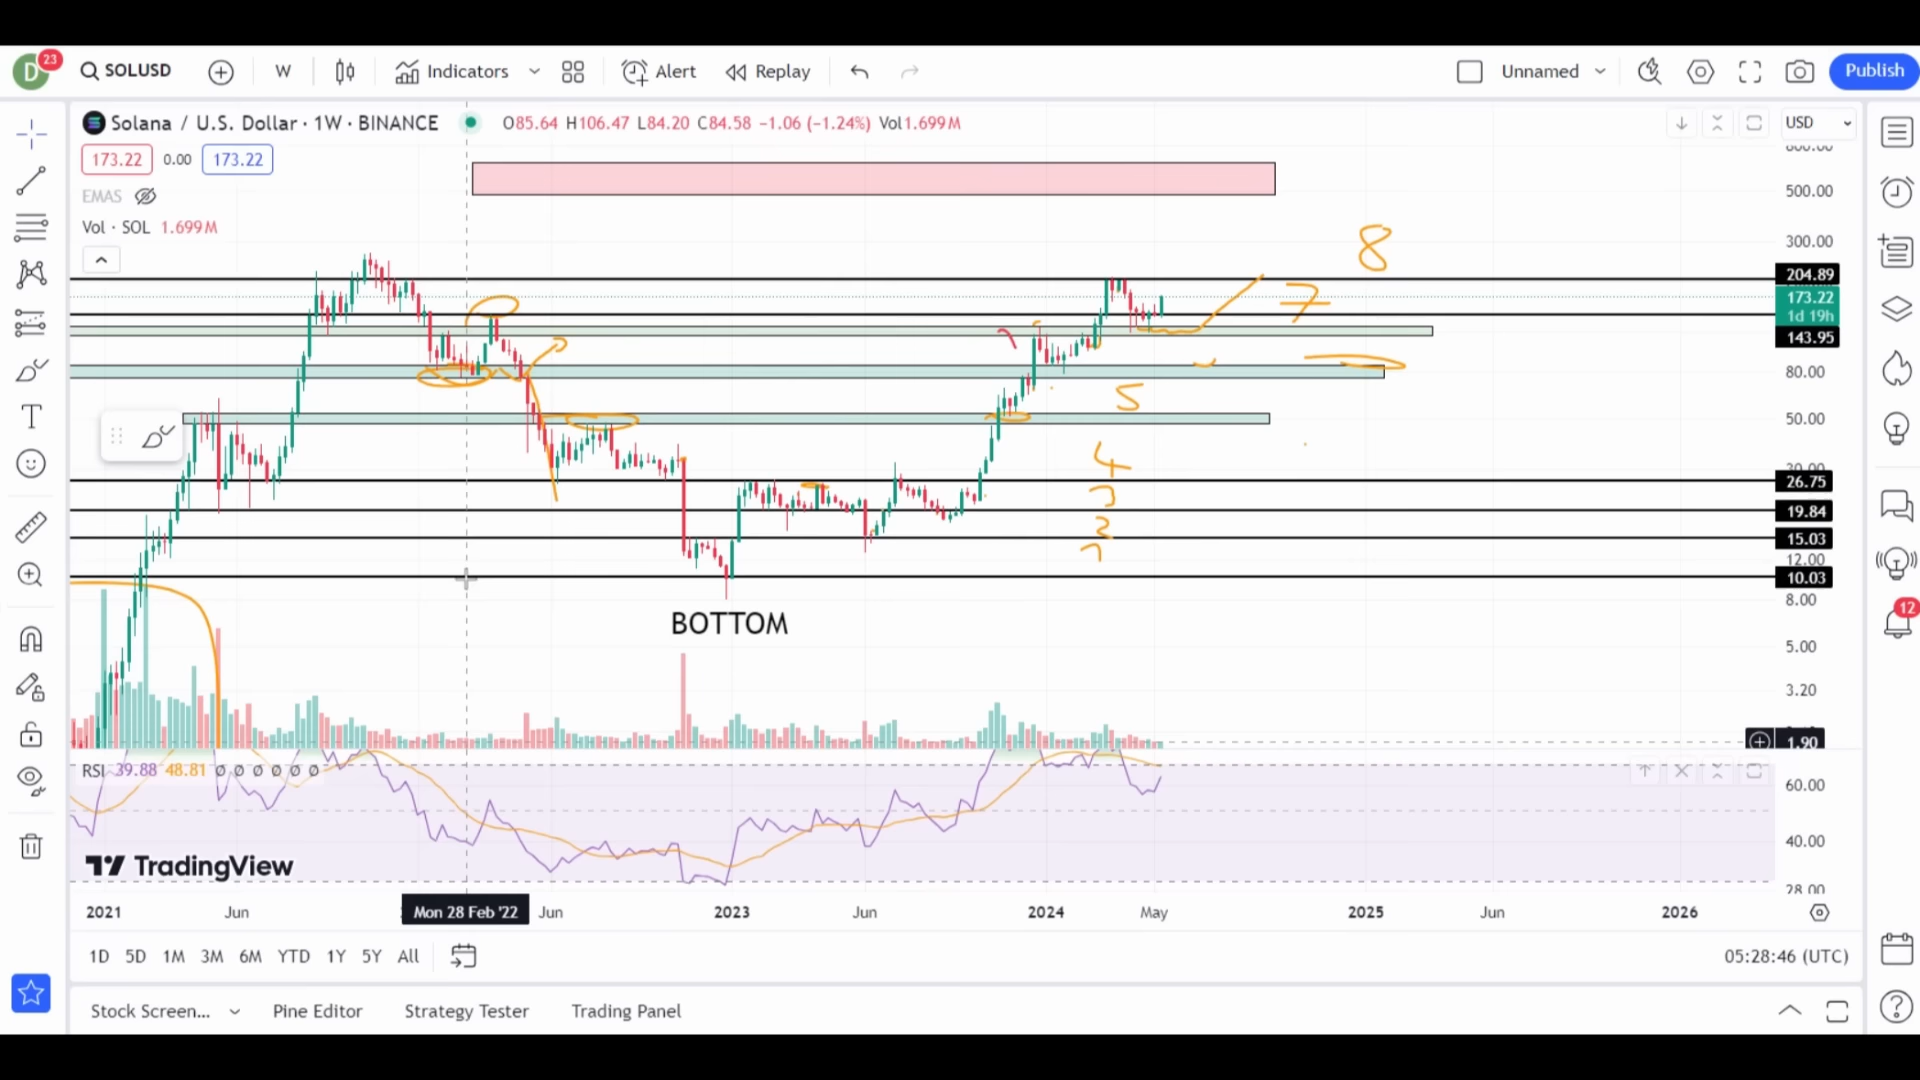 D 23 SOLUSD W Indicators Alert Replay Unnamed Publish
Solana / U.S. Dollar · 1W · BINANCE O85.64 H106.47 L84.20 C84.58 −1.06 (−1.24%) Vol1.699M USD
173.22 0.00 173.22
EMAS
500.00
Vol · SOL 1.699M
8
300.00
204.89
7
173.22
1d 19h
143.95
80.00
5
50.00
4
26.75
3
19.84
2
15.03
12.00
10.03
8.00
BOTTOM
5.00
3.20
1.90
RSI 39.88 48.81 Ø Ø Ø Ø Ø Ø
60.00
40.00
TradingView
28.00
2021 Jun Mon 28 Feb '22 Jun 2023 Jun 2024 May 2025 Jun 2026
1D 5D 1M 3M 6M YTD 1Y 5Y All 05:28:46 (UTC)
Stock Screen... Pine Editor Strategy Tester Trading Panel
12